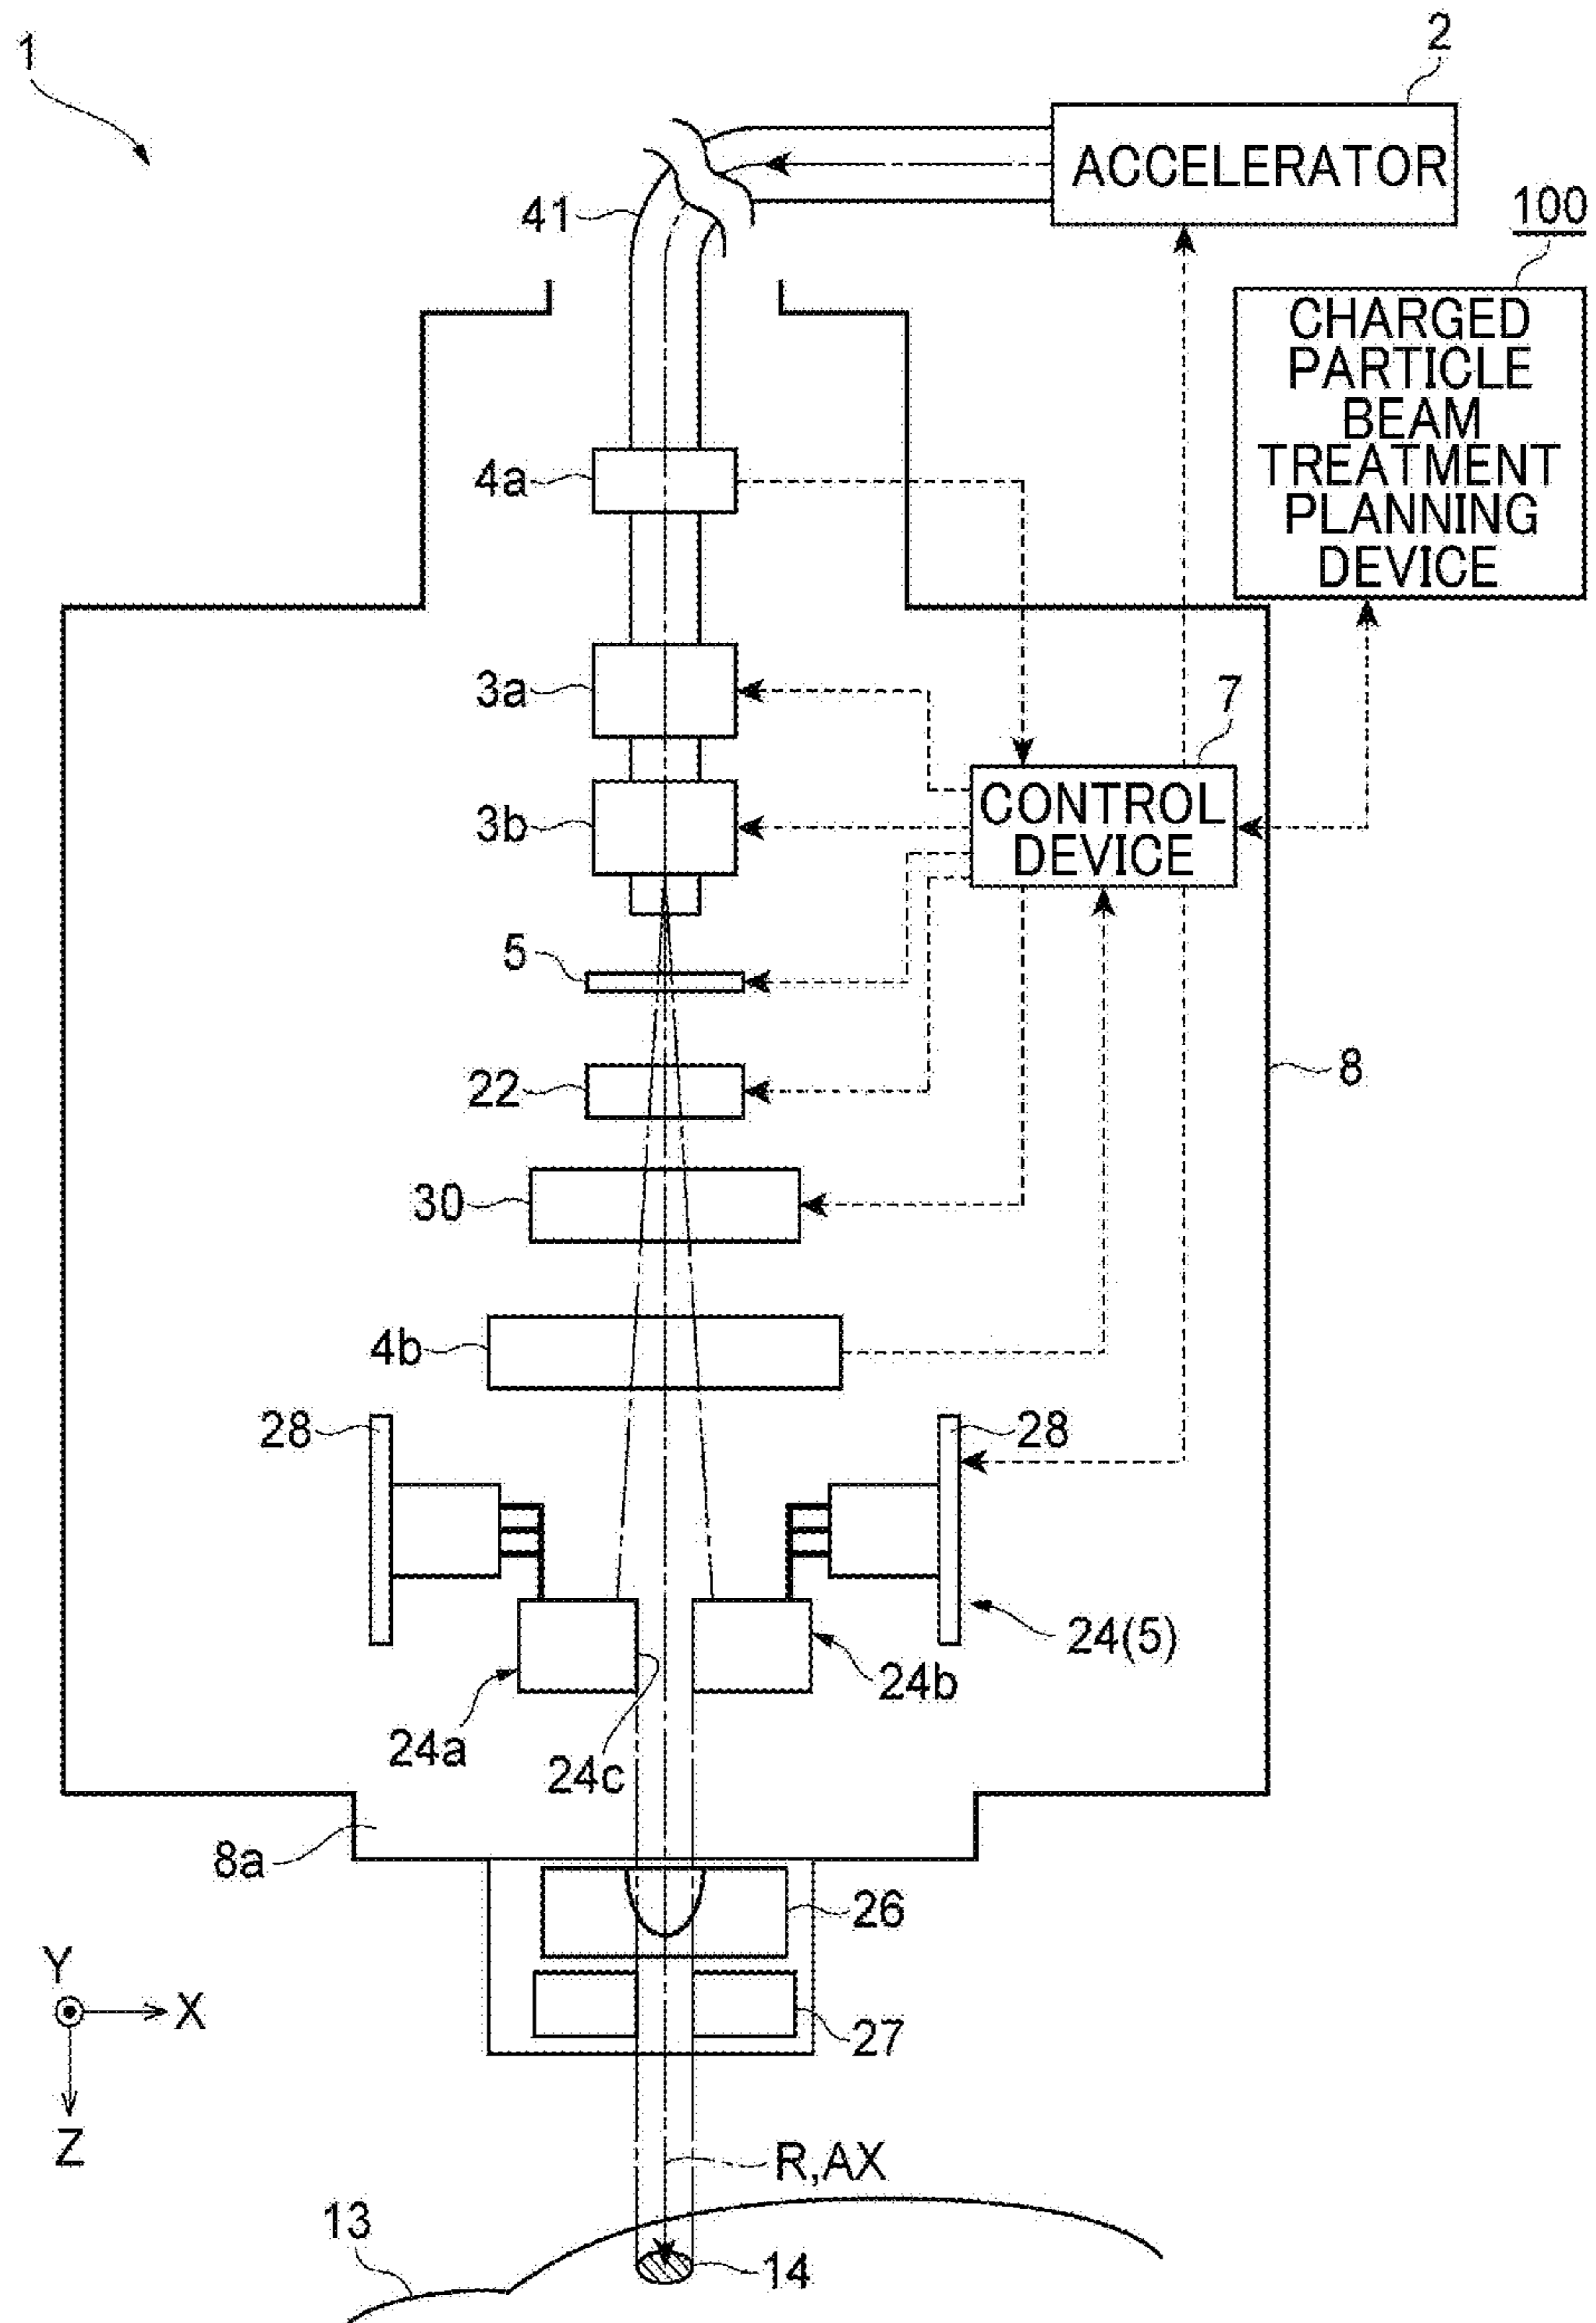 1
2
ACCELERATOR
41
100
CHARGED
PARTICLE
BEAM
TREATMENT
PLANNING
DEVICE
4a
3a
7
3b
CONTROL
DEVICE
5
22
8
30
4b
28
28
24(5)
24b
24a
24c
8a
26
Y
X
27
Z
R,AX
13
14